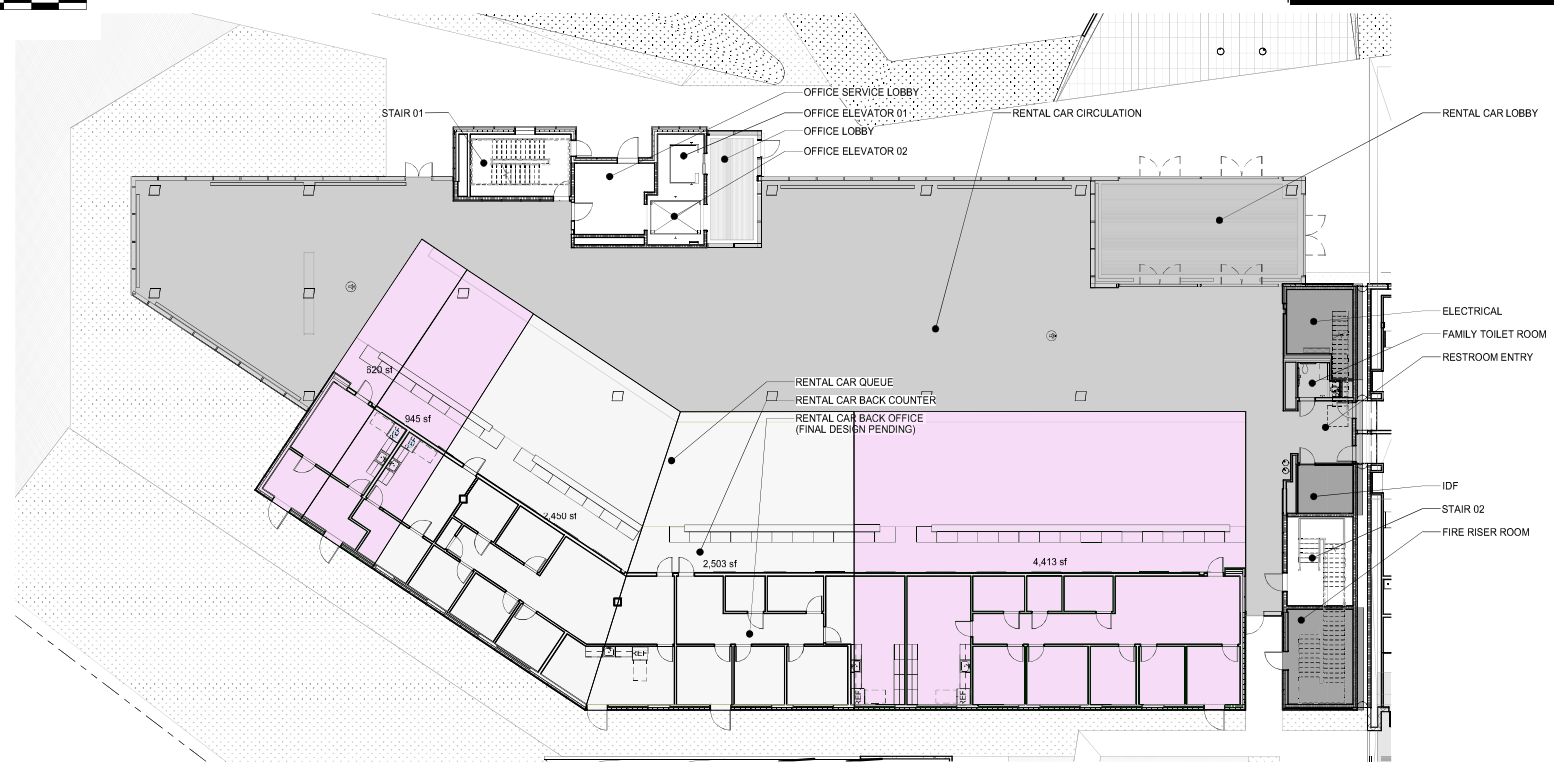 OFFICE SERVICE LOBBY
STAIR 01
OFFICE ELEVATOR 01
RENTAL CAR CIRCULATION
RENTAL CAR LOBBY
OFFICE LOBBY
OFFICE ELEVATOR 02
ELECTRICAL
FAMILY TOILET ROOM
RESTROOM ENTRY
620 sf
RENTAL CAR QUEUE
RENTAL CAR BACK COUNTER
945 sf
RENTAL CAR BACK OFFICE
(FINAL DESIGN PENDING)
REF
REF
IDF
STAIR 02
2,450 sf
FIRE RISER ROOM
2,503 sf
4,413 sf
REF
REF
REF